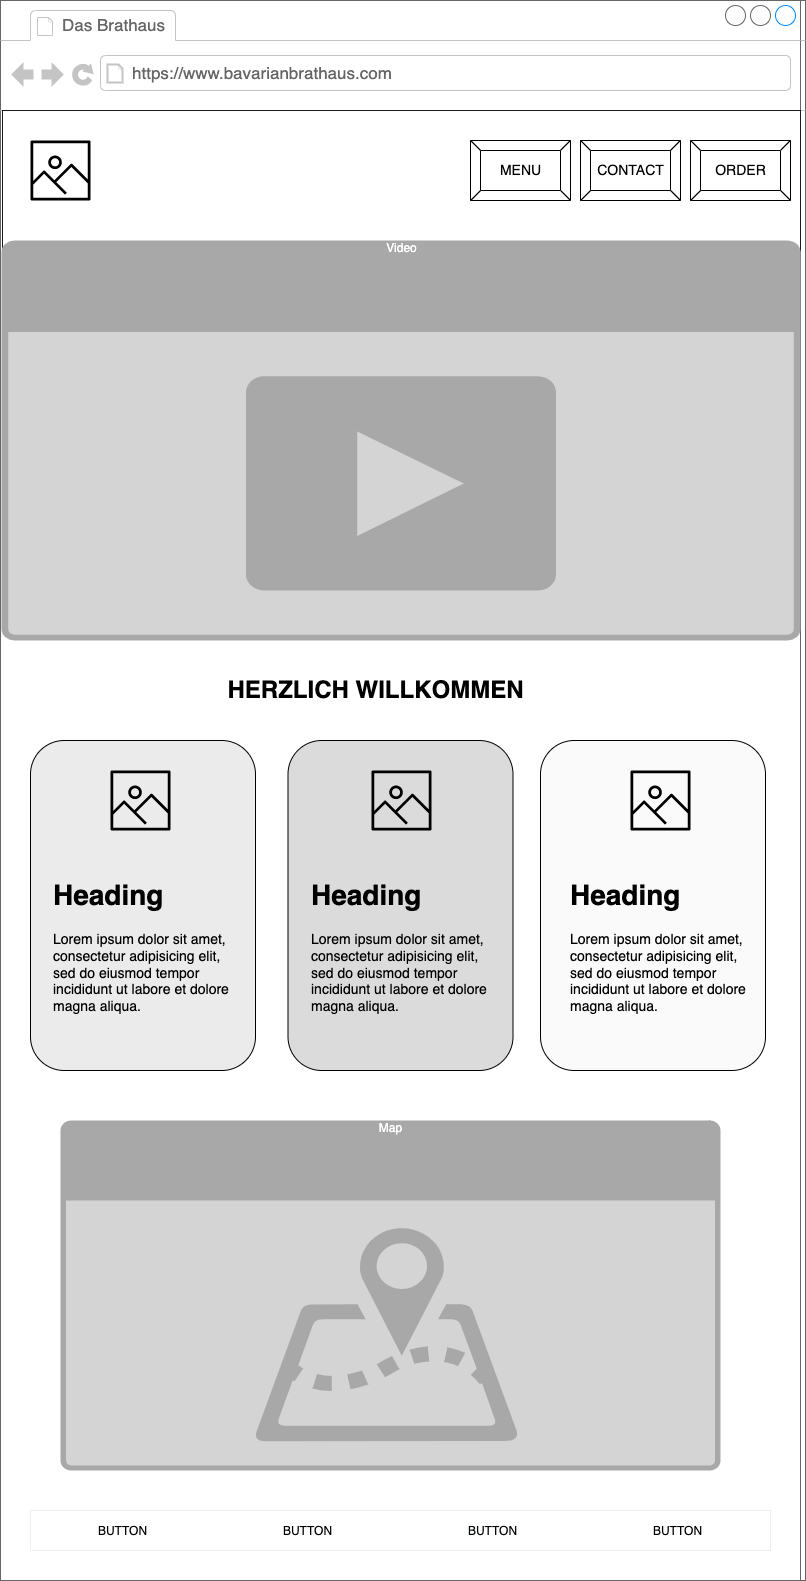 Das Brathaus
https://www.bavarianbrathaus.com
MENU
CONTACT
ORDER
Video
HERZLICH WILLKOMMEN
Heading
Lorem ipsum dolor sit amet,
consectetur adipisicing elit,
sed do eiusmod tempor
incididunt ut labore et dolore
magna aliqua.
Heading
Lorem ipsum dolor sit amet,
consectetur adipisicing elit,
sed do eiusmod tempor
incididunt ut labore et dolore
magna aliqua.
Heading
Lorem ipsum dolor sit amet,
consectetur adipisicing elit,
sed do eiusmod tempor
incididunt ut labore et dolore
magna aliqua.
Map
BUTTON
BUTTON
BUTTON
BUTTON